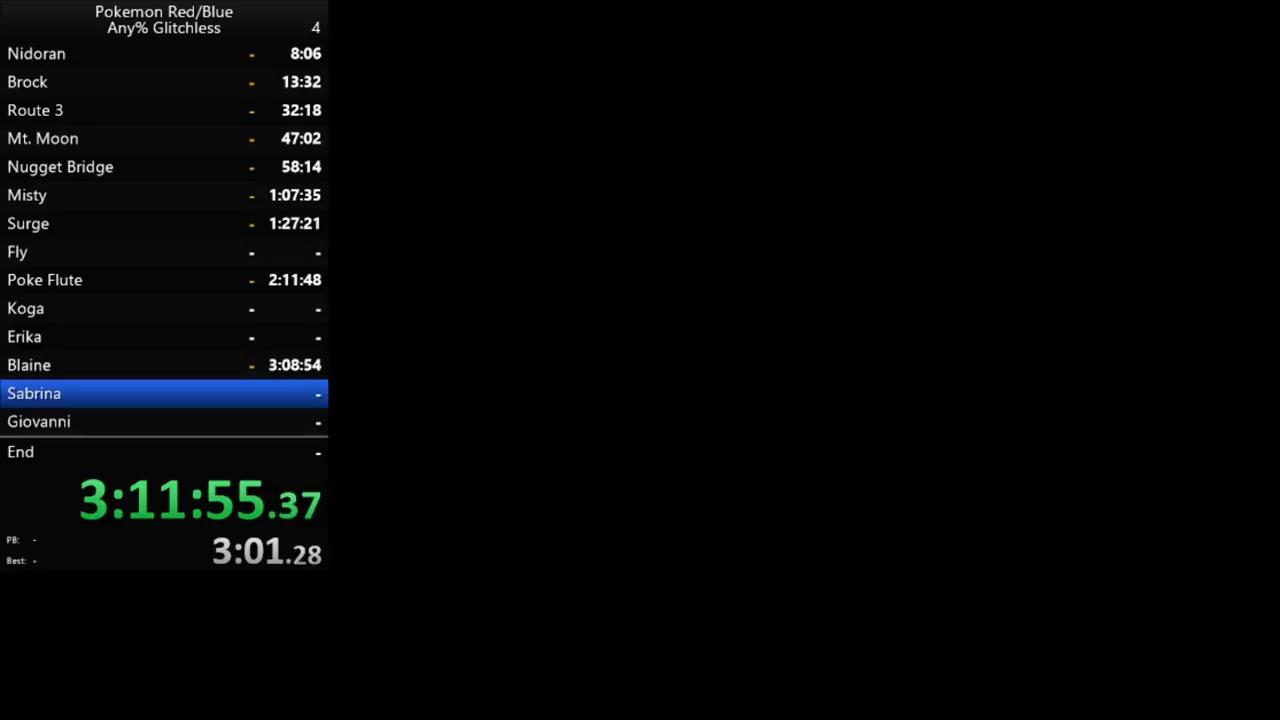 Pokemon Red/Blue
Any% Glitchless 4
Nidoran - 8:06
Brock - 13:32
Route 3 - 32:18
Mt. Moon - 47:02
Nugget Bridge - 58:14
Misty - 1:07:35
Surge - 1:27:21
Fly - -
Poke Flute - 2:11:48
Koga - -
Erika - -
Blaine - 3:08:54
Sabrina -
Giovanni -
End -
3:11:55.37
PB: - 
3:01.28
Best: -